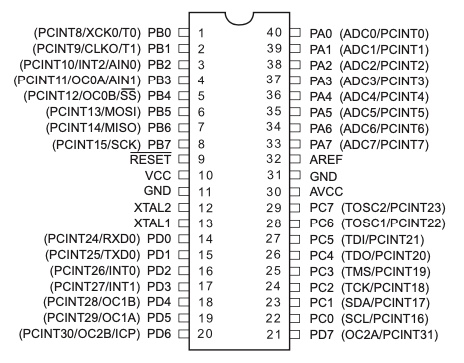 (PCINT8/XCK0/T0) PB0 1 40 PA0 (ADC0/PCINT0)
(PCINT9/CLKO/T1) PB1 2 39 PA1 (ADC1/PCINT1)
(PCINT10/INT2/AIN0) PB2 3 38 PA2 (ADC2/PCINT2)
(PCINT11/OC0A/AIN1) PB3 4 37 PA3 (ADC3/PCINT3)
(PCINT12/OC0B/SS) PB4 5 36 PA4 (ADC4/PCINT4)
(PCINT13/MOSI) PB5 6 35 PA5 (ADC5/PCINT5)
(PCINT14/MISO) PB6 7 34 PA6 (ADC6/PCINT6)
(PCINT15/SCK) PB7 8 33 PA7 (ADC7/PCINT7)
RESET 9 32 AREF
VCC 10 31 GND
GND 11 30 AVCC
XTAL2 12 29 PC7 (TOSC2/PCINT23)
XTAL1 13 28 PC6 (TOSC1/PCINT22)
(PCINT24/RXD0) PD0 14 27 PC5 (TDI/PCINT21)
(PCINT25/TXD0) PD1 15 26 PC4 (TDO/PCINT20)
(PCINT26/INT0) PD2 16 25 PC3 (TMS/PCINT19)
(PCINT27/INT1) PD3 17 24 PC2 (TCK/PCINT18)
(PCINT28/OC1B) PD4 18 23 PC1 (SDA/PCINT17)
(PCINT29/OC1A) PD5 19 22 PC0 (SCL/PCINT16)
(PCINT30/OC2B/ICP) PD6 20 21 PD7 (OC2A/PCINT31)